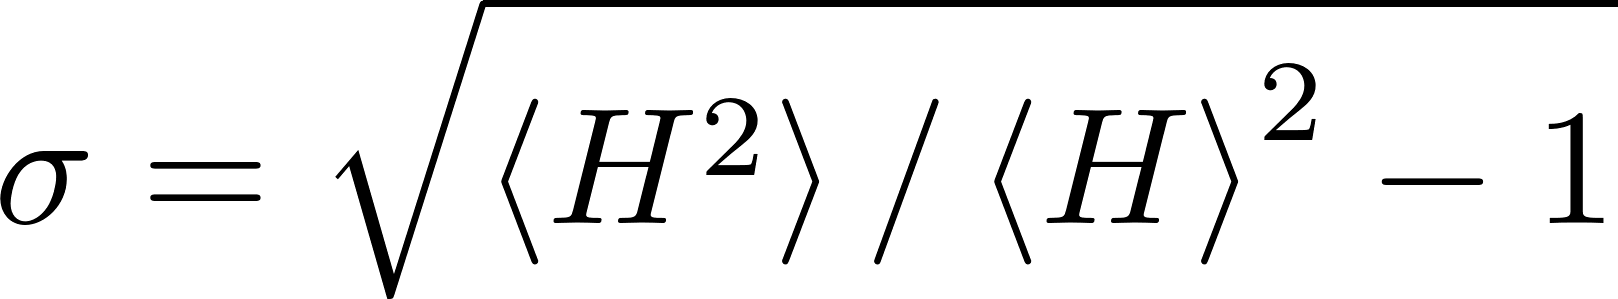 σ = √⟨H²⟩ / ⟨H⟩² − 1